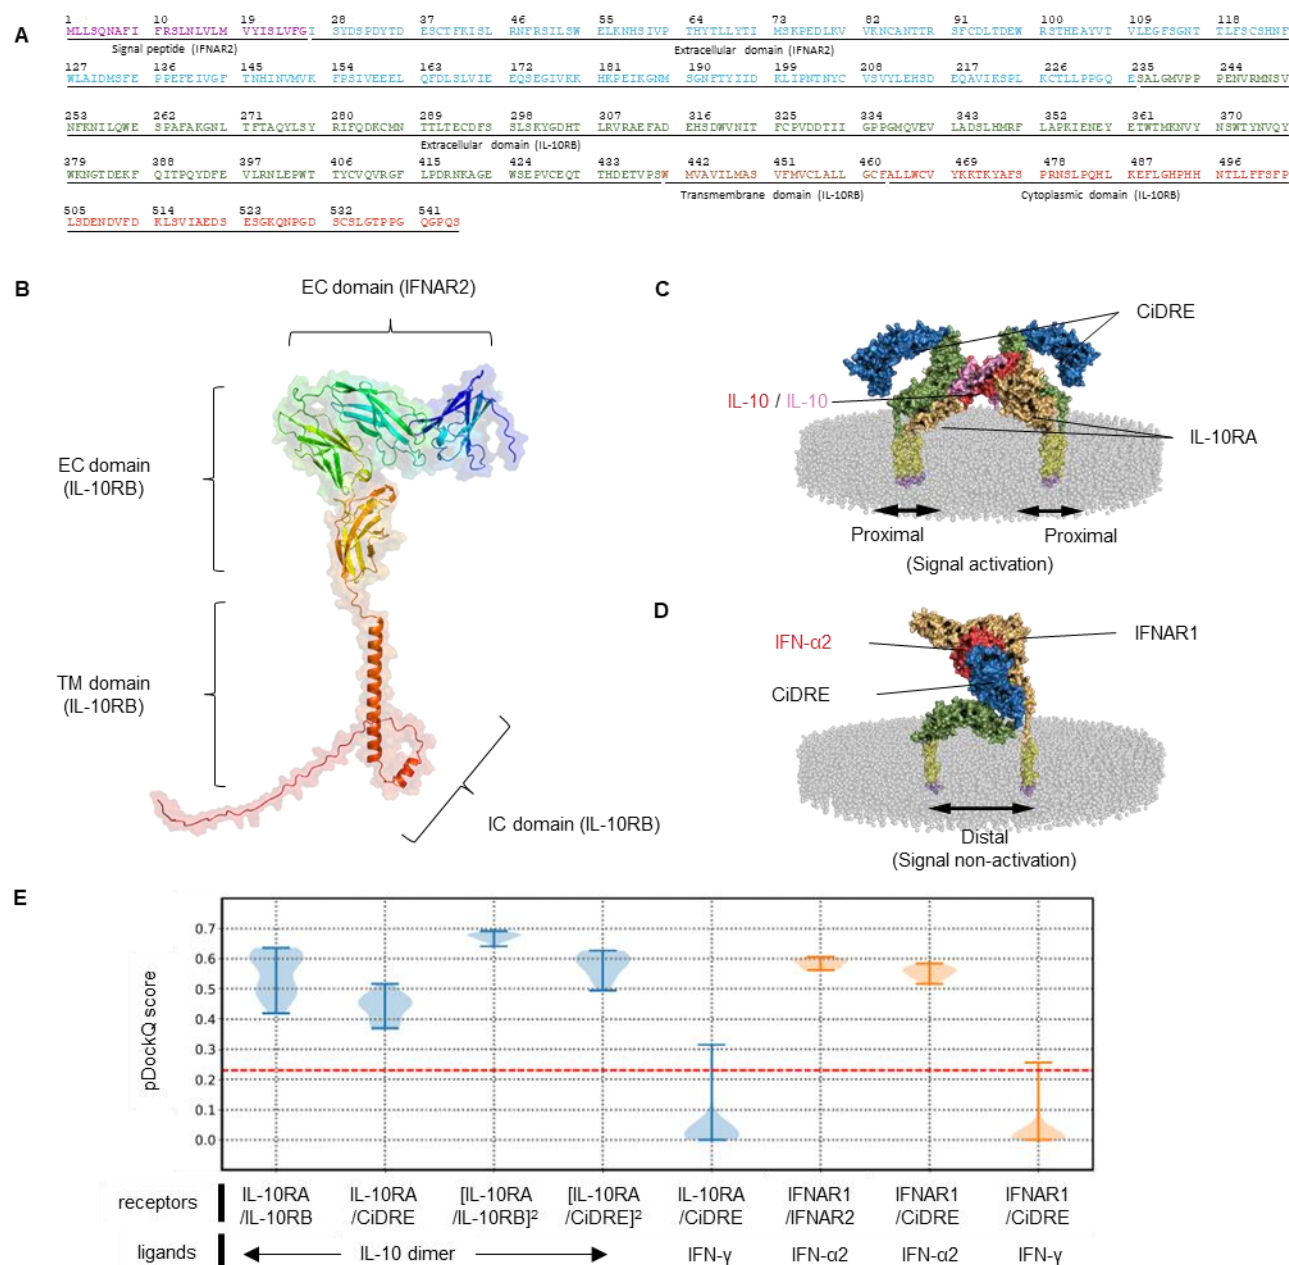 A
1 10 19 28 37 46 55 64 73 82 91 100 109 118
MLLSQNAFI FRSLNLVLM VYISLVFGI SYDSPDYTD ESCTFKISL RNFRSILSW ELKNHSIVP THYTLLYTI MSKPEDLKV VKNCANTTR SFCDLTDEW RSTHEAYVT VLEGFSGNT TLFSCSHNF
Signal peptide (IFNAR2) Extracellular domain (IFNAR2)
127 136 145 154 163 172 181 190 199 208 217 226 235 244
WLAIDMSFE PPEFEIVGF TNHINVMVK FPSIVEEEL QFDLSLVIE EQSEGIVKK HKPEIKGNM SGNFTYIID KLIPNTNYC VSVYLEHSD EQAVIKSPL KCTLLPPGQ ESALGMVPP PENVRMNSV
253 262 271 280 289 298 307 316 325 334 343 352 361 370
NFKNILQWE SPAFAKGNL TFTAQYLSY RIFQDKCMN TTLTECDFS SLSKYGDHT LRVRAEFAD EHSDWVNIT FCPVDDTII GPPGMQVEV LADSLHMRF LAPKIENEY ETWTMKNVY NSWTYNVQY
Extracellular domain (IL-10RB)
379 388 397 406 415 424 433 442 451 460 469 478 487 496
WKNGTDEKF QITPQYDFE VLRNLEPWT TYCVQVRGF LPDRNKAGE WSEPVCEQT THDETVPSW MVAVILMAS VFMVCLALL GCFALLWCV YKKTKYAFS PRNSLPQHL KEFLGHPHH NTLLFFSFP
Transmembrane domain (IL-10RB) Cytoplasmic domain (IL-10RB)
505 514 523 532 541
LSDENDVFD KLSVIAEDS ESGKQNPGD SCSLGTPPG QGPQS
B
EC domain (IFNAR2)
EC domain
(IL-10RB)
TM domain
(IL-10RB)
IC domain (IL-10RB)
C
CiDRE
IL-10 / IL-10
IL-10RA
Proximal Proximal
(Signal activation)
D
IFN-α2
IFNAR1
CiDRE
Distal
(Signal non-activation)
E
pDockQ score
0.7
0.6
0.5
0.4
0.3
0.2
0.1
0.0
receptors
IL-10RA IL-10RA [IL-10RA [IL-10RA IL-10RA IFNAR1 IFNAR1 IFNAR1
/IL-10RB /CiDRE /IL-10RB]² /CiDRE]² /CiDRE /IFNAR2 /CiDRE /CiDRE
ligands IL-10 dimer IFN-γ IFN-α2 IFN-α2 IFN-γ